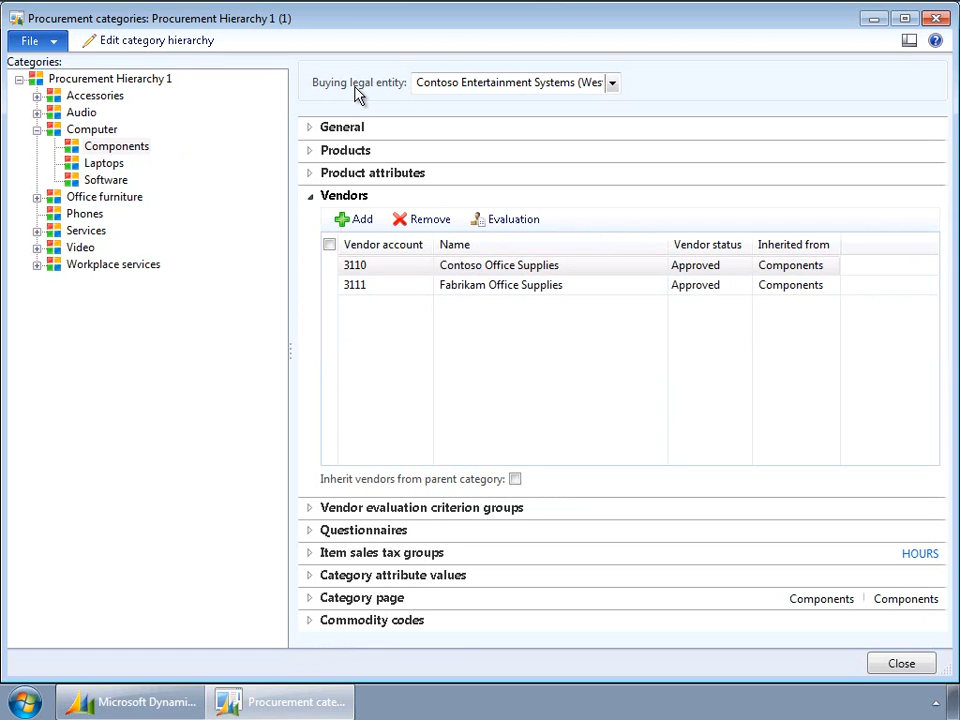 Procurement categories: Procurement Hierarchy 1 (1)
File
Edit category hierarchy
Categories:
Procurement Hierarchy 1
Accessories
Audio
Computer
Components
Laptops
Software
Office furniture
Phones
Services
Video
Workplace services
Buying legal entity: Contoso Entertainment Systems (Wes
General
Products
Product attributes
Vendors
Add Remove Evaluation
Vendor account Name Vendor status Inherited from
3110 Contoso Office Supplies Approved Components
3111 Fabrikam Office Supplies Approved Components
Inherit vendors from parent category:
Vendor evaluation criterion groups
Questionnaires
Item sales tax groups HOURS
Category attribute values
Category page Components Components
Commodity codes
Close
Microsoft Dynami... Procurement cate...